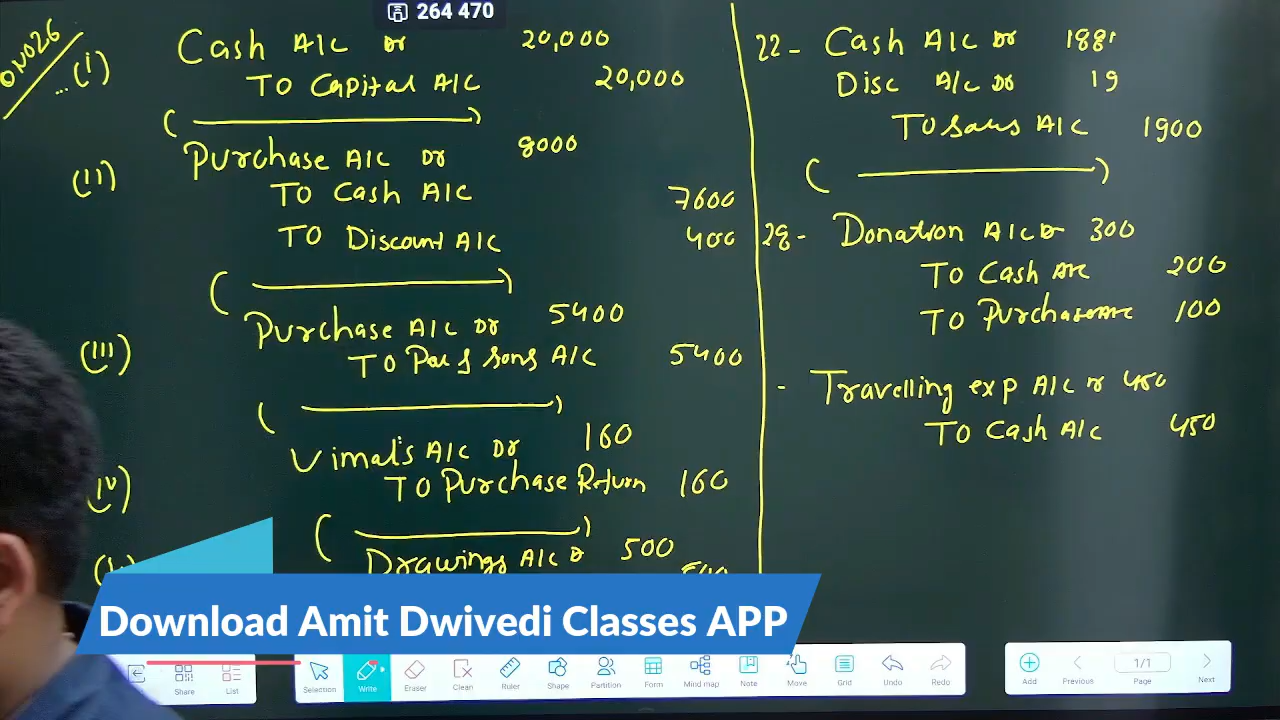 264 470
QNO26
(i) Cash A/C Dr 20,000
To Capital A/C 20,000
(II) Purchase A/C Dr 8000
To Cash A/C 7600
To Discount A/C 400
(III) Purchase A/C Dr 5400
To Pal & Sons A/C 5400
(IV) Vimal's A/C Dr 160
To Purchase Return 160
Drawings A/C Dr 500
22- Cash A/C Dr 1881
Disc A/C Dr 19
To Sales A/C 1900
28- Donation A/C Dr 300
To Cash A/C 200
To Purchase A/C 100
- Travelling exp A/C Dr 450
To Cash A/C 450
Download Amit Dwivedi Classes APP
Share List
Selection Write Eraser Clean Ruler Shape Partition Form Mind map Note Move Grid Undo Redo
Add Previous 1/1 Page Next